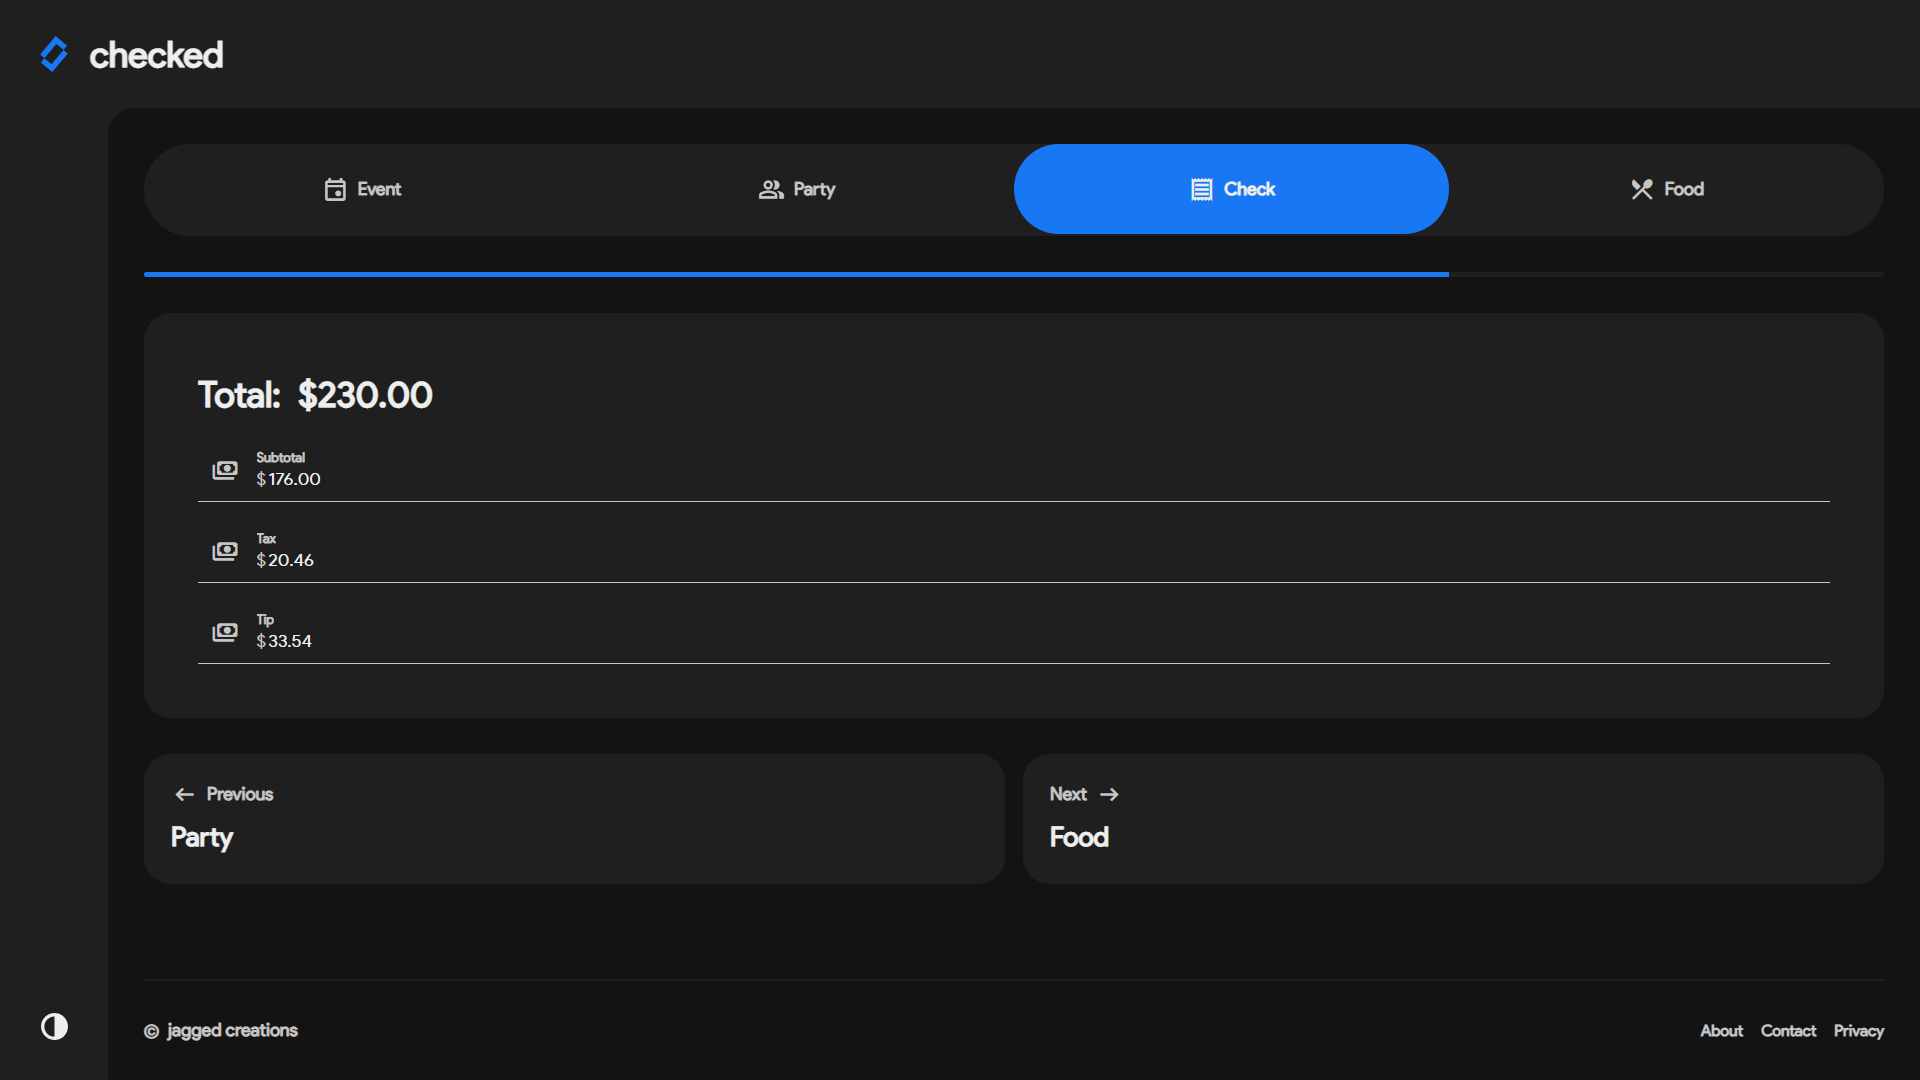 checked
Event
Party
Check
Food
Total: $230.00
Subtotal
$176.00
Tax
$20.46
Tip
$33.54
Previous
Party
Next
Food
© jagged creations
About Contact Privacy